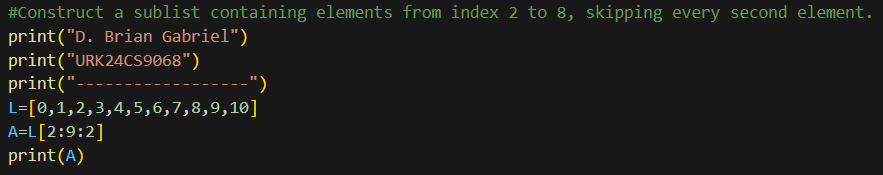 #Construct a sublist containing elements from index 2 to 8, skipping every second element.
print("D. Brian Gabriel")
print("URK24CS9068")
print("------------------")
L=[0,1,2,3,4,5,6,7,8,9,10]
A=L[2:9:2]
print(A)